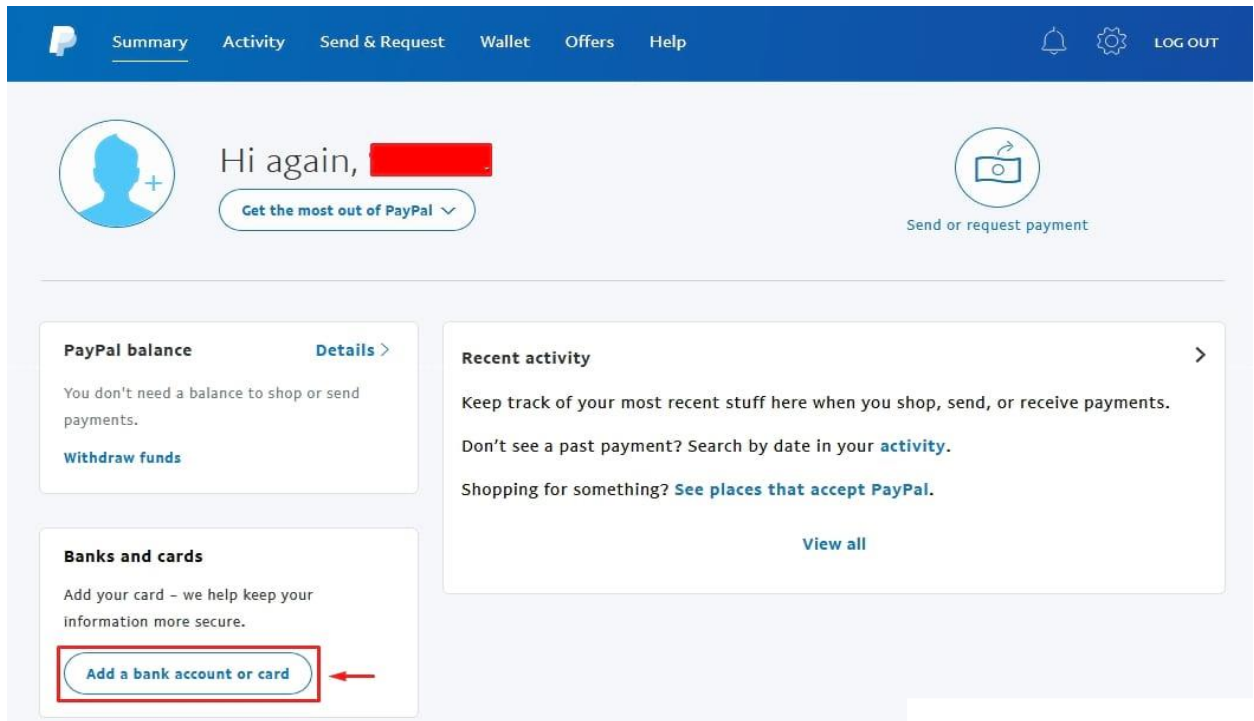 Summary Activity Send & Request Wallet Offers Help LOG OUT
Hi again,
Get the most out of PayPal
Send or request payment
PayPal balance Details >
You don't need a balance to shop or send
payments.
Withdraw funds
Recent activity >
Keep track of your most recent stuff here when you shop, send, or receive payments.
Don't see a past payment? Search by date in your activity.
Shopping for something? See places that accept PayPal.
View all
Banks and cards
Add your card – we help keep your
information more secure.
Add a bank account or card